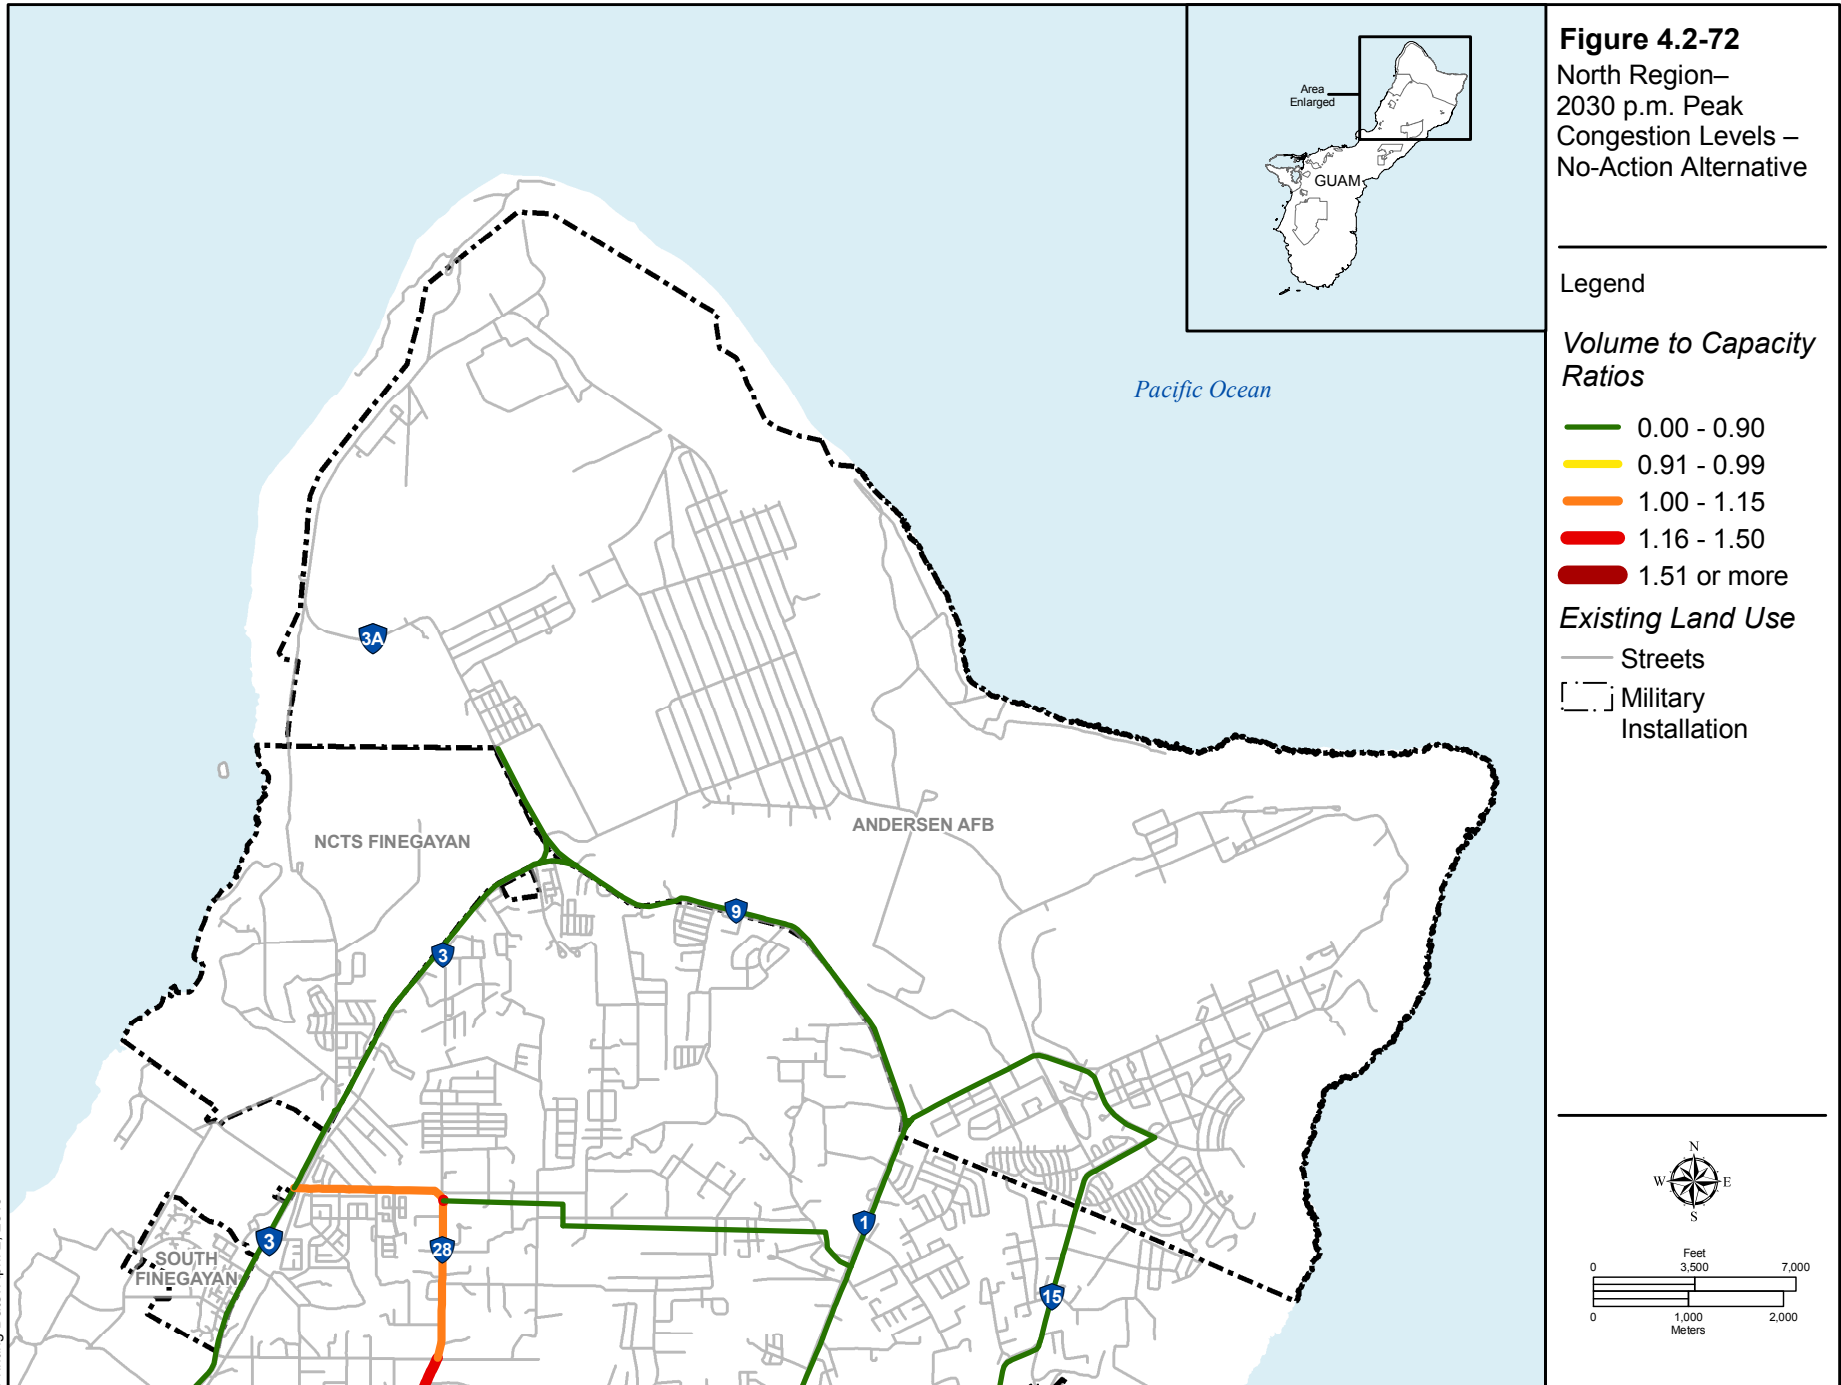 Figure 4.2-72
North Region–
2030 p.m. Peak
Congestion Levels –
No-Action Alternative
Legend
Volume to Capacity
Ratios
0.00 - 0.90
0.91 - 0.99
1.00 - 1.15
1.16 - 1.50
1.51 or more
Existing Land Use
Streets
Military
Installation
N
W
E
S
Feet
0
3,500
7,000
0
1,000
2,000
Meters
Area
Enlarged
GUAM
Pacific Ocean
3A
NCTS FINEGAYAN
ANDERSEN AFB
9
3
1
3
28
SOUTH
FINEGAYAN
15